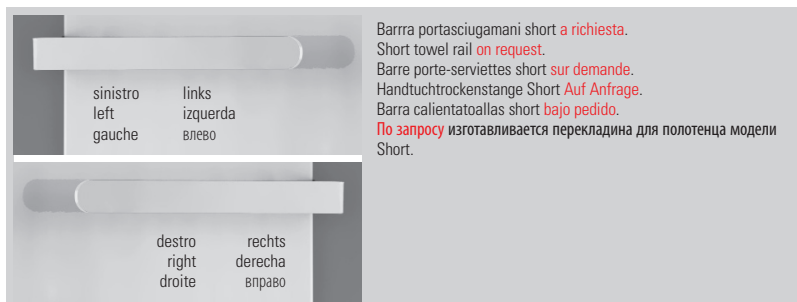 sinistro links
left izquerda
gauche влево
destro rechts
right derecha
droite вправо
Barrra portasciugamani short a richiesta.
Short towel rail on request.
Barre porte-serviettes short sur demande.
Handtuchtrockenstange Short Auf Anfrage.
Barra calientatoallas short bajo pedido.
По запросу изготавливается перекладина для полотенца модели
Short.